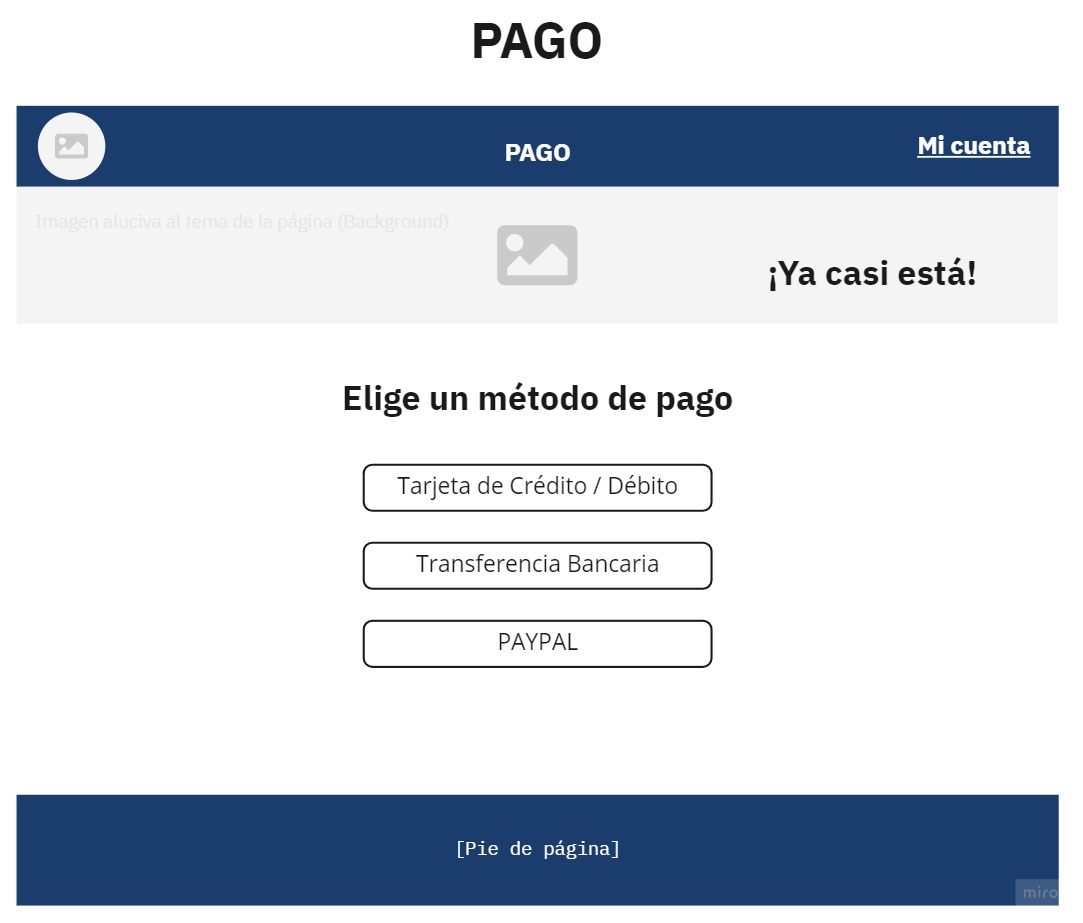 PAGO
PAGO
Mi cuenta
Imagen aluciva al tema de la página (Background)
¡Ya casi está!
Elige un método de pago
Tarjeta de Crédito / Débito
Transferencia Bancaria
PAYPAL
[Pie de página]
miro